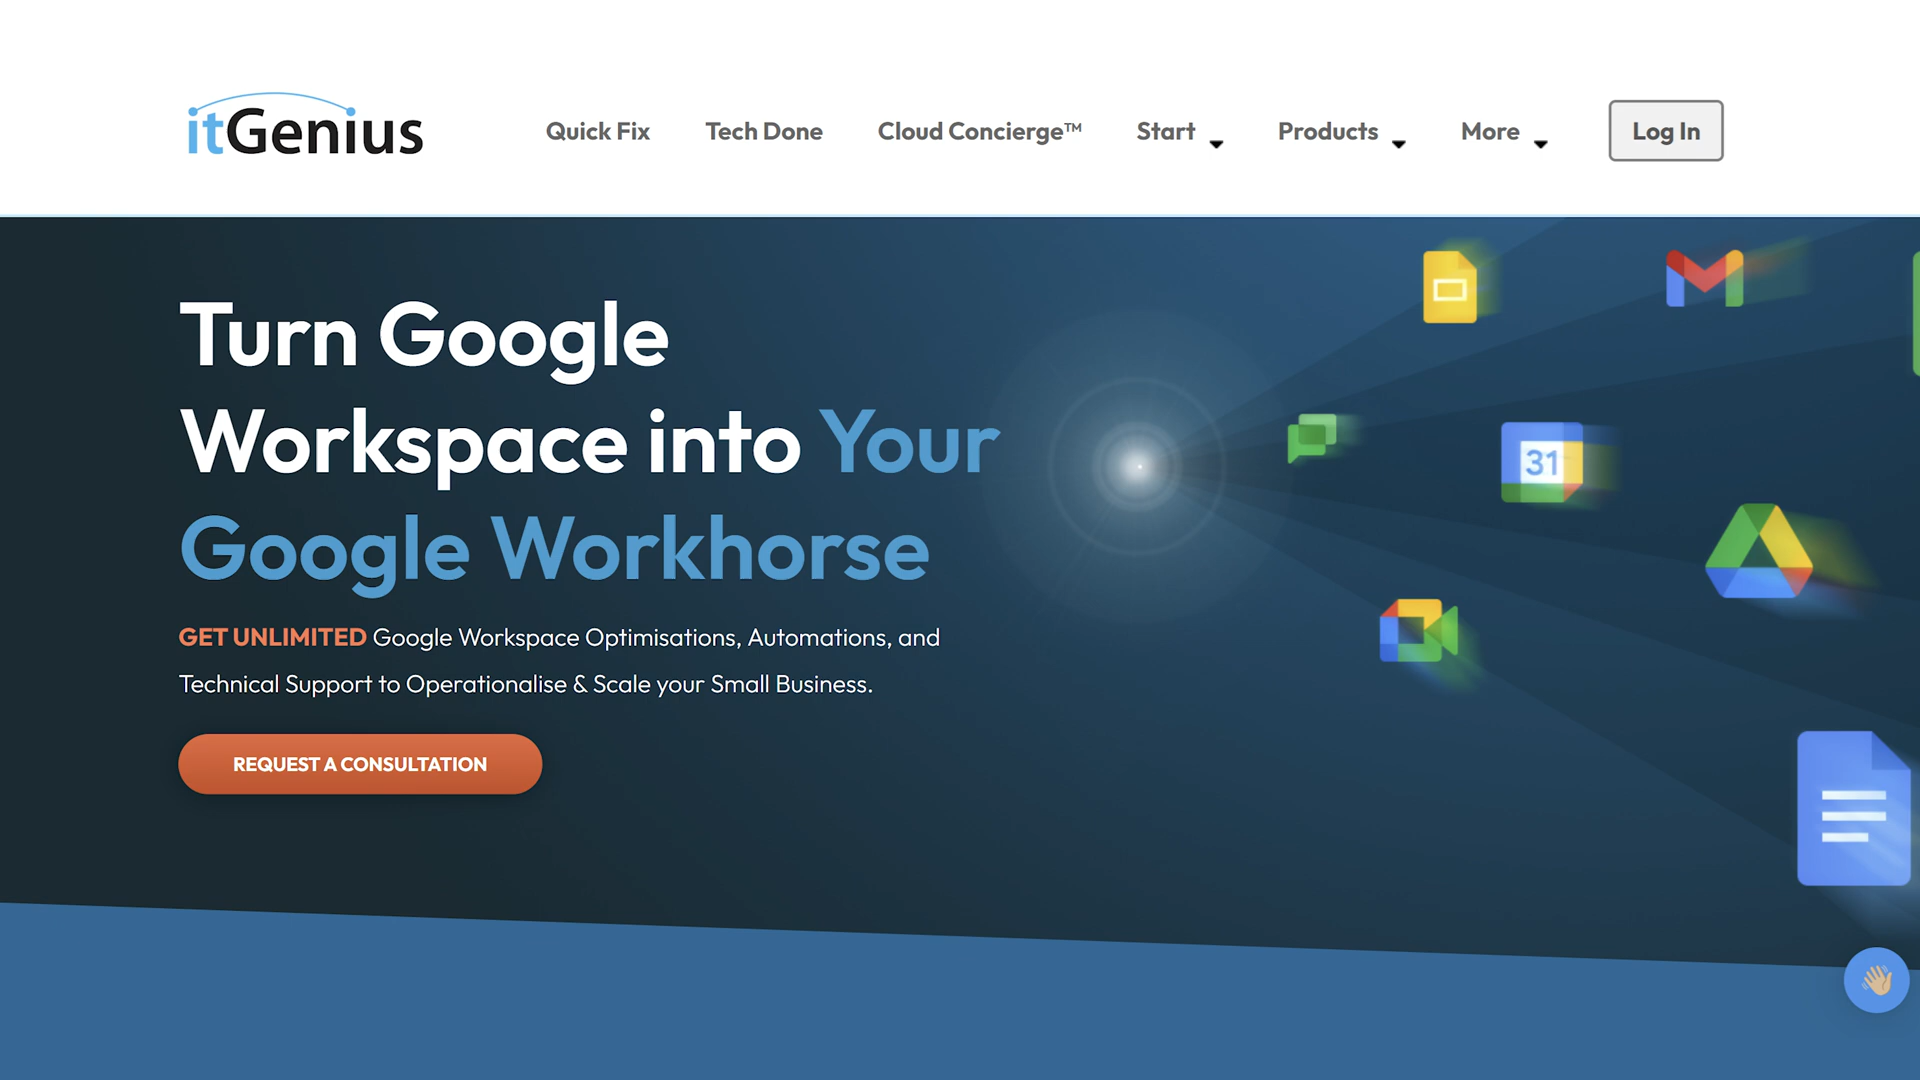 itGenius
Quick Fix
Tech Done
Cloud Concierge™
Start
Products
More
Log In
Turn Google
Workspace into Your
Google Workhorse
GET UNLIMITED Google Workspace Optimisations, Automations, and
Technical Support to Operationalise & Scale your Small Business.
REQUEST A CONSULTATION
31